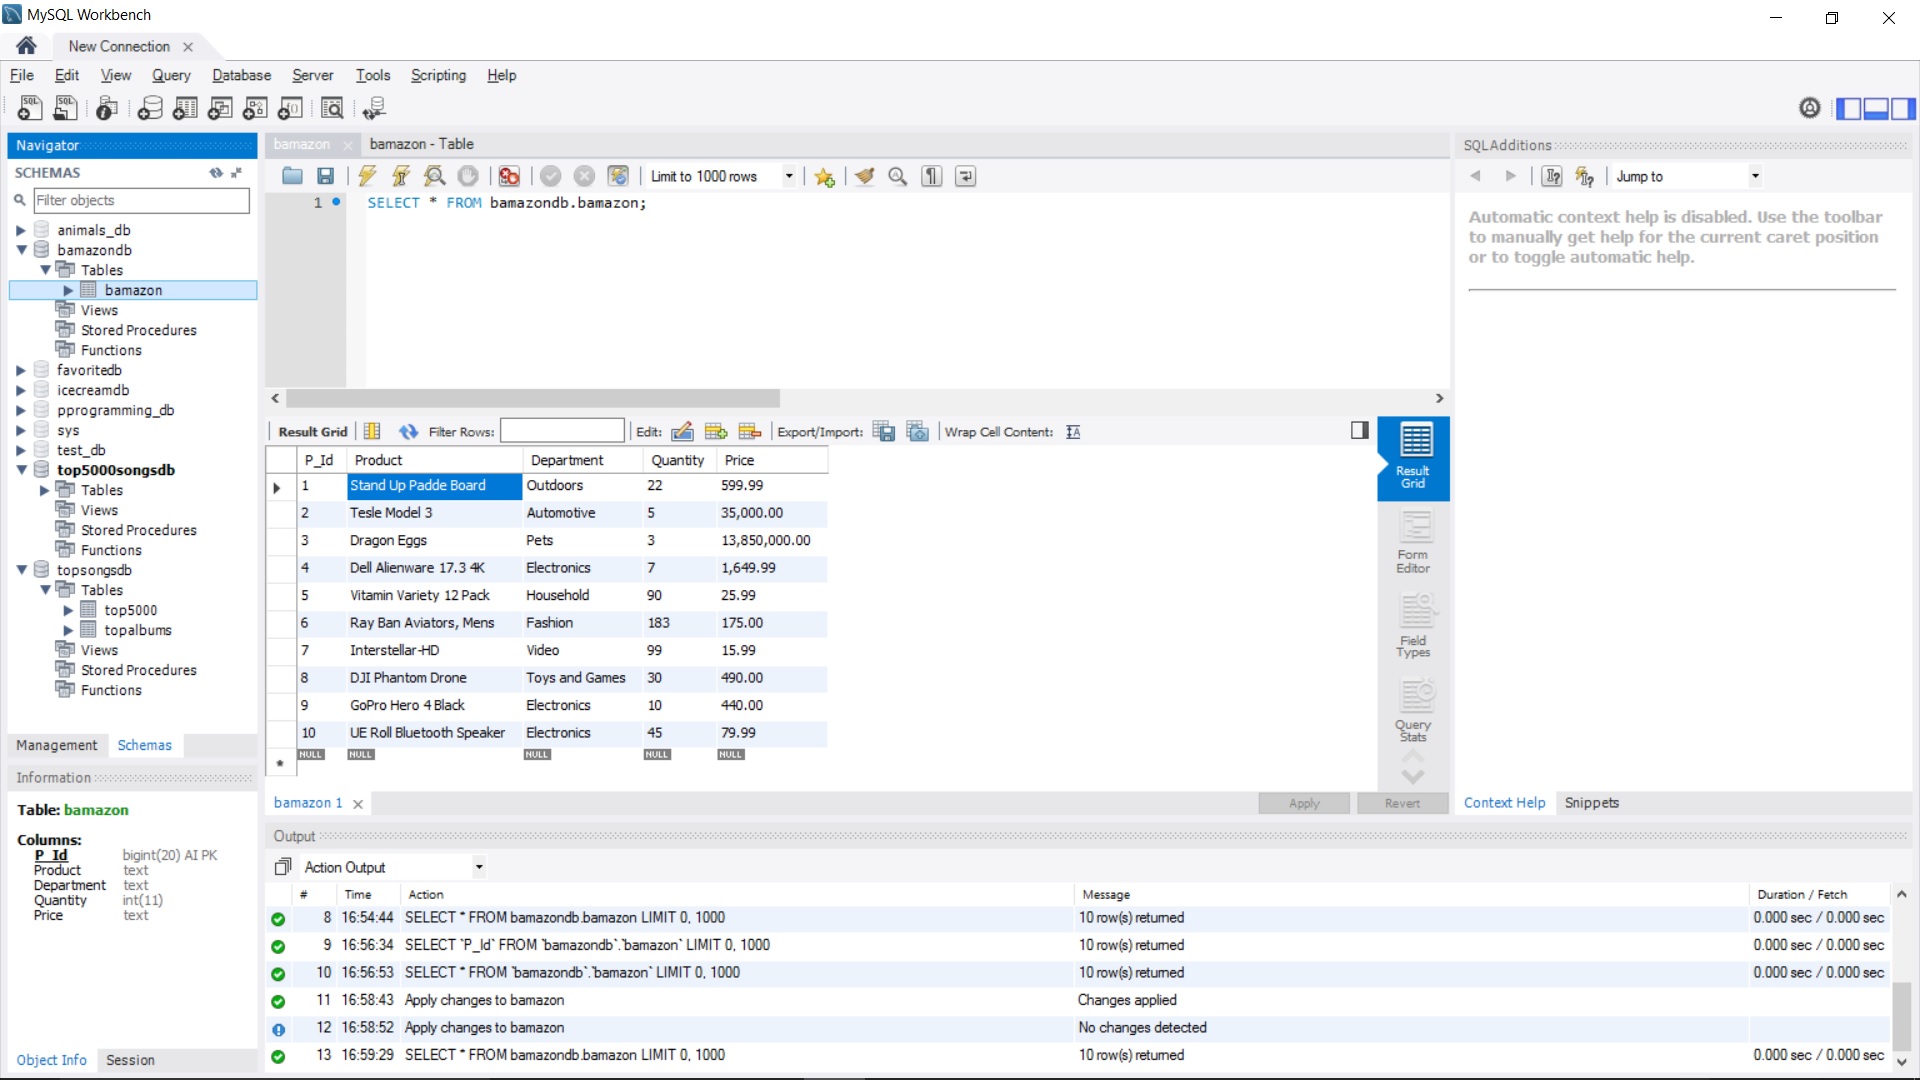 MySQL Workbench
New Connection
File Edit View Query Database Server Tools Scripting Help
Navigator
SCHEMAS
Filter objects
animals_db
bamazondb
Tables
bamazon
Views
Stored Procedures
Functions
favoritedb
icecreamdb
pprogramming_db
sys
test_db
top5000songsdb
Tables
Views
Stored Procedures
Functions
topsongsdb
Tables
top5000
topalbums
Views
Stored Procedures
Functions
Management Schemas
Information
Table: bamazon
Columns:
P_Id bigint(20) AI PK
Product text
Department text
Quantity int(11)
Price text
Object Info Session
bamazon bamazon - Table
Limit to 1000 rows
1 SELECT * FROM bamazondb.bamazon;
Result Grid Filter Rows: Edit: Export/Import: Wrap Cell Content:
P_Id Product Department Quantity Price
1 Stand Up Padde Board Outdoors 22 599.99
2 Tesle Model 3 Automotive 5 35,000.00
3 Dragon Eggs Pets 3 13,850,000.00
4 Dell Alienware 17.3 4K Electronics 7 1,649.99
5 Vitamin Variety 12 Pack Household 90 25.99
6 Ray Ban Aviators, Mens Fashion 183 175.00
7 Interstellar-HD Video 99 15.99
8 DJI Phantom Drone Toys and Games 30 490.00
9 GoPro Hero 4 Black Electronics 10 440.00
10 UE Roll Bluetooth Speaker Electronics 45 79.99
* NULL NULL NULL NULL NULL
Result
Grid
Form
Editor
Field
Types
Query
Stats
bamazon 1
Apply Revert
SQLAdditions
Jump to
Automatic context help is disabled. Use the toolbar
to manually get help for the current caret position
or to toggle automatic help.
Context Help Snippets
Output
Action Output
# Time Action Message Duration / Fetch
8 16:54:44 SELECT * FROM bamazondb.bamazon LIMIT 0, 1000 10 row(s) returned 0.000 sec / 0.000 sec
9 16:56:34 SELECT `P_Id` FROM `bamazondb`.`bamazon` LIMIT 0, 1000 10 row(s) returned 0.000 sec / 0.000 sec
10 16:56:53 SELECT * FROM `bamazondb`.`bamazon` LIMIT 0, 1000 10 row(s) returned 0.000 sec / 0.000 sec
11 16:58:43 Apply changes to bamazon Changes applied
12 16:58:52 Apply changes to bamazon No changes detected
13 16:59:29 SELECT * FROM bamazondb.bamazon LIMIT 0, 1000 10 row(s) returned 0.000 sec / 0.000 sec